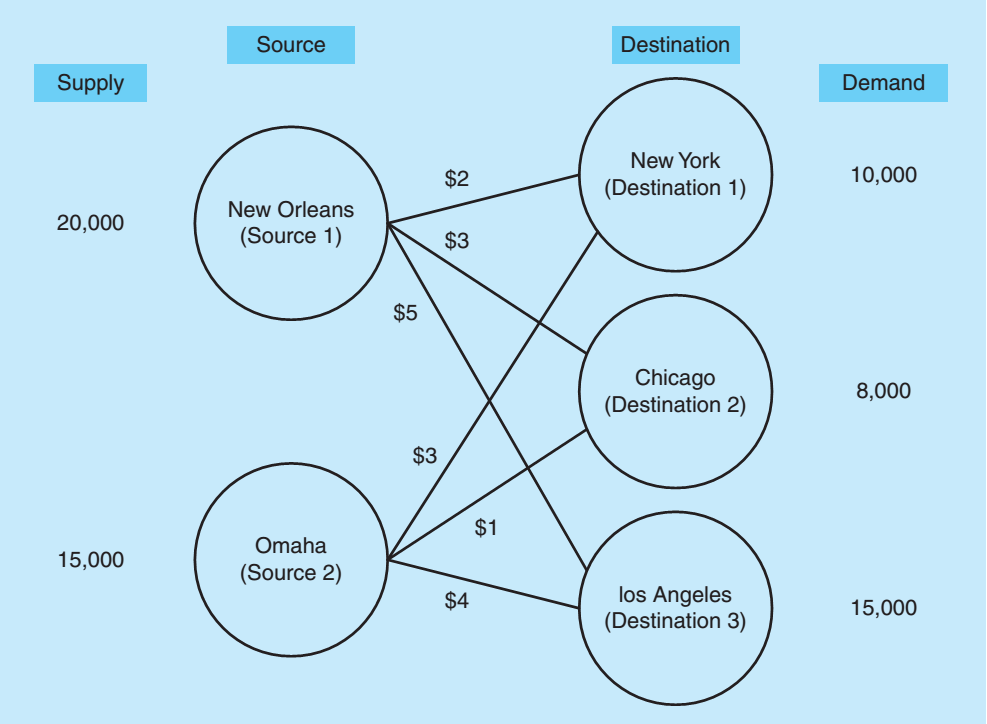 Source
Destination
Supply
Demand
New York
(Destination 1)
10,000
$2
New Orleans
(Source 1)
20,000
$3
$5
Chicago
(Destination 2)
8,000
$3
$1
Omaha
(Source 2)
15,000
$4
los Angeles
(Destination 3)
15,000